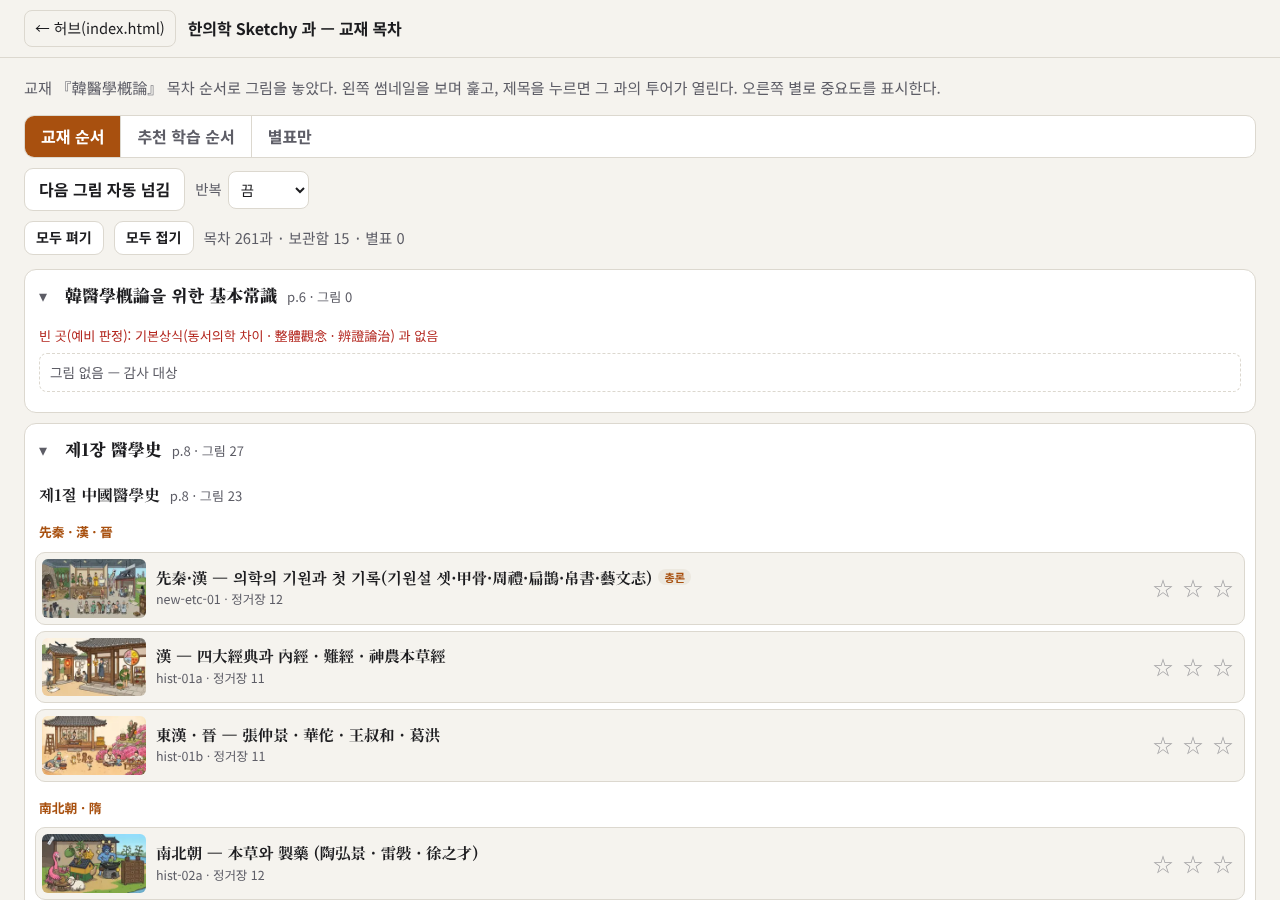 ← 허브(index.html) 한의학 Sketchy 과 — 교재 목차
교재 『韓醫學槪論』 목차 순서로 그림을 놓았다. 왼쪽 썸네일을 보며 훑고, 제목을 누르면 그 과의 투어가 열린다. 오른쪽 별로 중요도를 표시한다.
교재 순서 추천 학습 순서 별표만
다음 그림 자동 넘김 반복 끔
모두 펴기 모두 접기 목차 261과 · 보관함 15 · 별표 0
▼ 韓醫學槪論을 위한 基本常識 p.6 · 그림 0
빈 곳(예비 판정): 기본상식(동서의학 차이 · 整體觀念 · 辨證論治) 과 없음
그림 없음 — 감사 대상
▼ 제1장 醫學史 p.8 · 그림 27
제1절 中國醫學史 p.8 · 그림 23
先秦 · 漢 · 晉
先秦·漢 — 의학의 기원과 첫 기록(기원설 셋·甲骨·周禮·扁鵲·帛書·藝文志) 총론
new-etc-01 · 정거장 12
☆ ☆ ☆
漢 — 四大經典과 內經 · 難經 · 神農本草經
hist-01a · 정거장 11
☆ ☆ ☆
東漢 · 晉 — 張仲景 · 華佗 · 王叔和 · 葛洪
hist-01b · 정거장 11
☆ ☆ ☆
南北朝 · 隋
南北朝 — 本草와 製藥 (陶弘景 · 雷斅 · 徐之才)
hist-02a · 정거장 12
☆ ☆ ☆